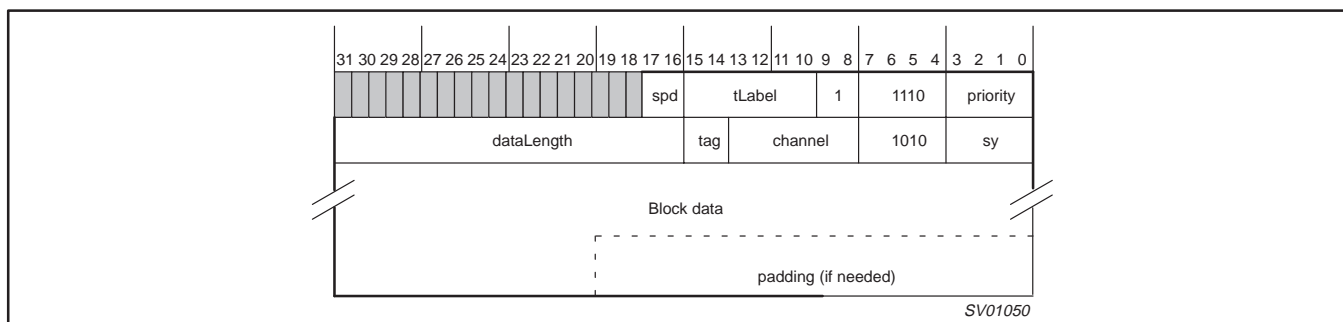 31 30 29 28 27 26 25 24 23 22 21 20 19 18 17 16 15 14 13 12 11 10 9 8 7 6 5 4 3 2 1 0
spd tLabel 1 1110 priority
dataLength tag channel 1010 sy
Block data
padding (if needed)
SV01050